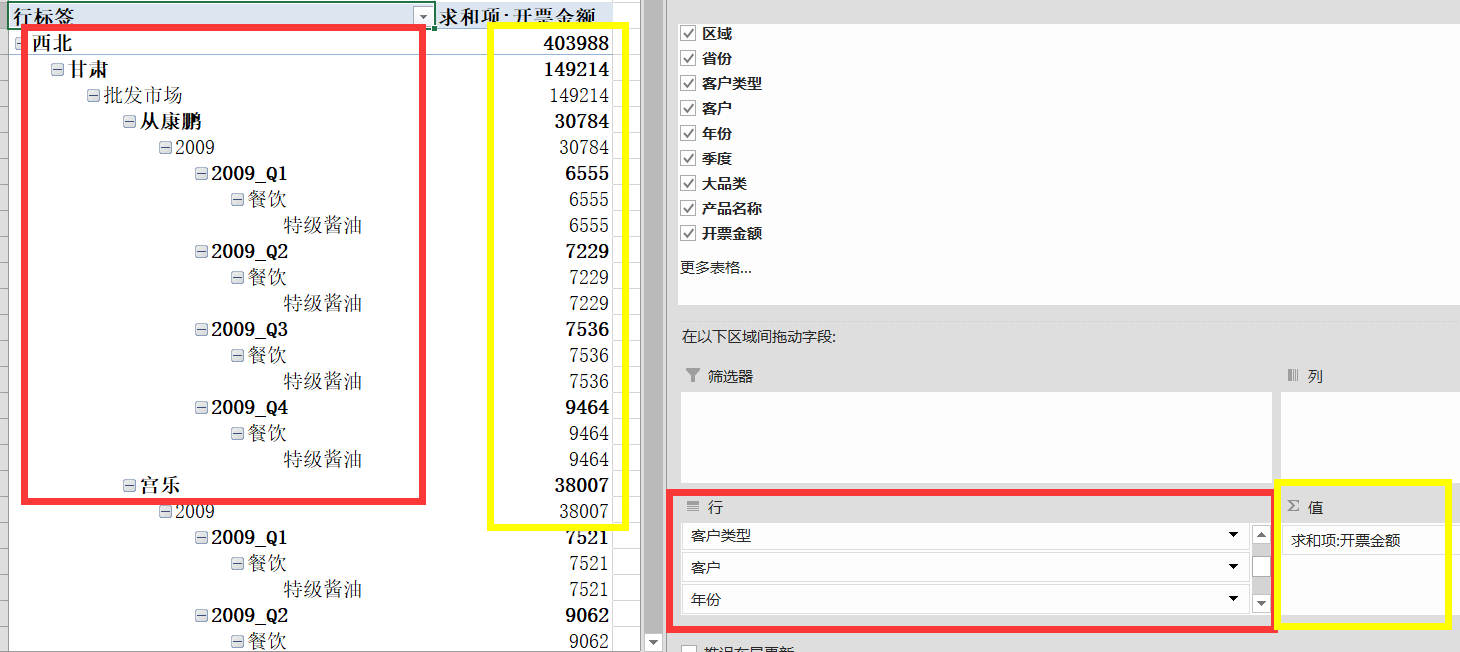 行标签 求和项:开票金额
西北 403988
甘肃 149214
批发市场 149214
从康鹏 30784
2009 30784
2009_Q1 6555
餐饮 6555
特级酱油 6555
2009_Q2 7229
餐饮 7229
特级酱油 7229
2009_Q3 7536
餐饮 7536
特级酱油 7536
2009_Q4 9464
餐饮 9464
特级酱油 9464
宫乐 38007
2009 38007
2009_Q1 7521
餐饮 7521
特级酱油 7521
2009_Q2 9062
餐饮 9062
区域
省份
客户类型
客户
年份
季度
大品类
产品名称
开票金额
更多表格...
在以下区域间拖动字段:
筛选器
列
行
客户类型
客户
年份
Σ 值
求和项:开票金额
推迟布局更新